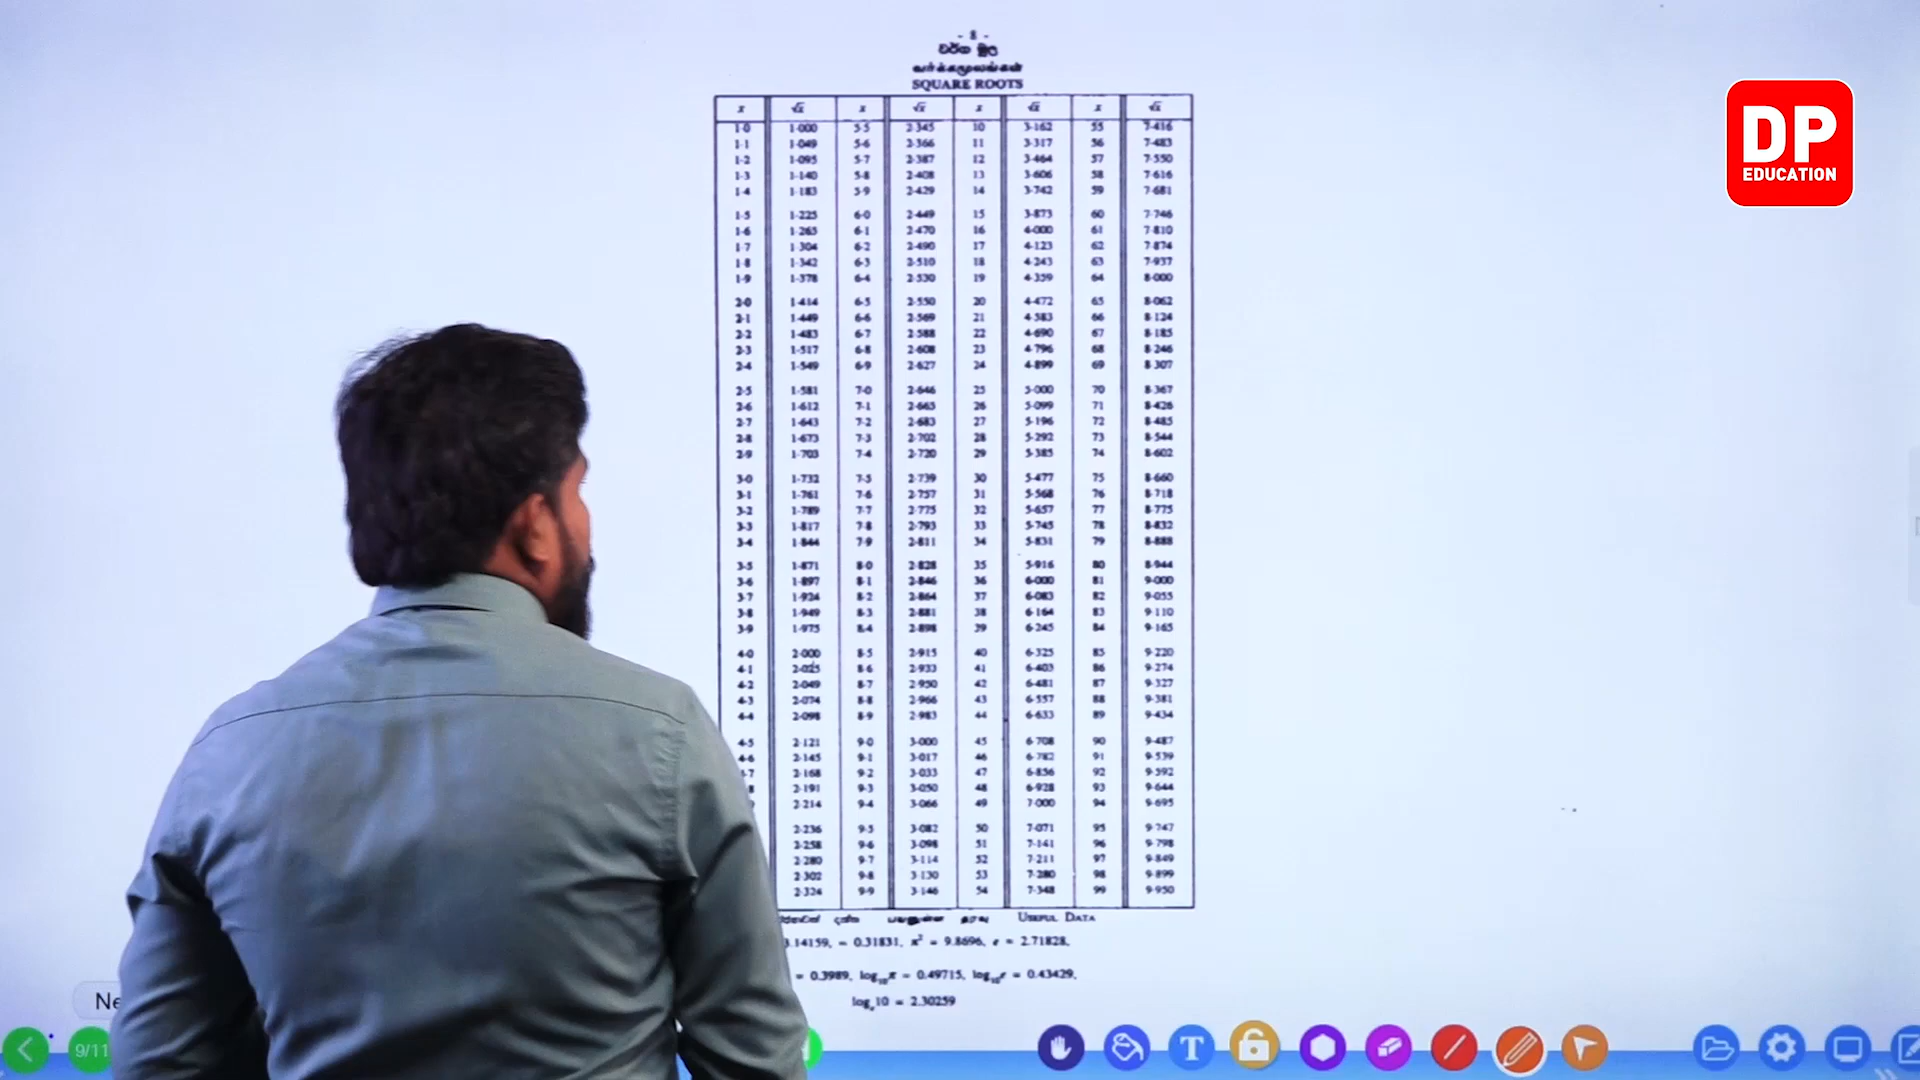 - 8 -
වර්ග මූල
வர்க்கமூலங்கள்
SQUARE ROOTS
x √x x √x x √x x √x
1·0 1·000 5·5 2·345 10 3·162 55 7·416
1·1 1·049 5·6 2·366 11 3·317 56 7·483
1·2 1·095 5·7 2·387 12 3·464 57 7·550
1·3 1·140 5·8 2·408 13 3·606 58 7·616
1·4 1·183 5·9 2·429 14 3·742 59 7·681
1·5 1·225 6·0 2·449 15 3·873 60 7·746
1·6 1·265 6·1 2·470 16 4·000 61 7·810
1·7 1·304 6·2 2·490 17 4·123 62 7·874
1·8 1·342 6·3 2·510 18 4·243 63 7·937
1·9 1·378 6·4 2·530 19 4·359 64 8·000
2·0 1·414 6·5 2·550 20 4·472 65 8·062
2·1 1·449 6·6 2·569 21 4·583 66 8·124
2·2 1·483 6·7 2·588 22 4·690 67 8·185
2·3 1·517 6·8 2·608 23 4·796 68 8·246
2·4 1·549 6·9 2·627 24 4·899 69 8·307
2·5 1·581 7·0 2·646 25 5·000 70 8·367
2·6 1·612 7·1 2·665 26 5·099 71 8·426
2·7 1·643 7·2 2·683 27 5·196 72 8·485
2·8 1·673 7·3 2·702 28 5·292 73 8·544
2·9 1·703 7·4 2·720 29 5·385 74 8·602
3·0 1·732 7·5 2·739 30 5·477 75 8·660
3·1 1·761 7·6 2·757 31 5·568 76 8·718
3·2 1·789 7·7 2·775 32 5·657 77 8·775
3·3 1·817 7·8 2·793 33 5·745 78 8·832
3·4 1·844 7·9 2·811 34 5·831 79 8·888
3·5 1·871 8·0 2·828 35 5·916 80 8·944
3·6 1·897 8·1 2·846 36 6·000 81 9·000
3·7 1·924 8·2 2·864 37 6·083 82 9·055
3·8 1·949 8·3 2·881 38 6·164 83 9·110
3·9 1·975 8·4 2·898 39 6·245 84 9·165
4·0 2·000 8·5 2·915 40 6·325 85 9·220
4·1 2·025 8·6 2·933 41 6·403 86 9·274
4·2 2·049 8·7 2·950 42 6·481 87 9·327
4·3 2·074 8·8 2·966 43 6·557 88 9·381
4·4 2·098 8·9 2·983 44 6·633 89 9·434
4·5 2·121 9·0 3·000 45 6·708 90 9·487
4·6 2·145 9·1 3·017 46 6·782 91 9·539
·7 2·168 9·2 3·033 47 6·856 92 9·592
8 2·191 9·3 3·050 48 6·928 93 9·644
2·214 9·4 3·066 49 7·000 94 9·695
2·236 9·5 3·082 50 7·071 95 9·747
2·258 9·6 3·098 51 7·141 96 9·798
2·280 9·7 3·114 52 7·211 97 9·849
2·302 9·8 3·130 53 7·280 98 9·899
2·324 9·9 3·146 54 7·348 99 9·950
දත්ත பயனுள்ள தரவு USEFUL DATA
3.14159, = 0.31831, π² = 9.8696, e = 2.71828,
= 0.3989, log₁₀π = 0.49715, log₁₀e = 0.43429,
logₑ10 = 2.30259
DP
EDUCATION
Ne
9/11
T